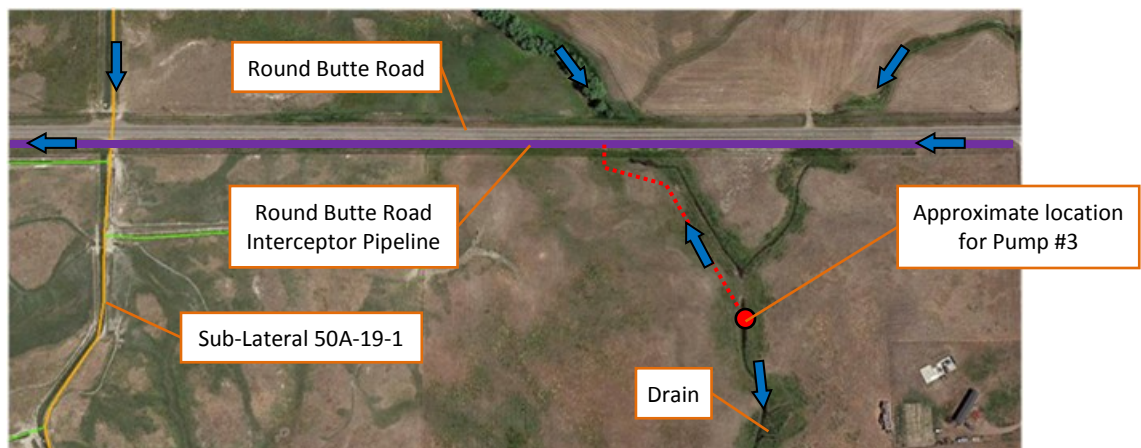 Round Butte Road
Round Butte Road
Interceptor Pipeline
Approximate location
for Pump #3
Sub-Lateral 50A-19-1
Drain